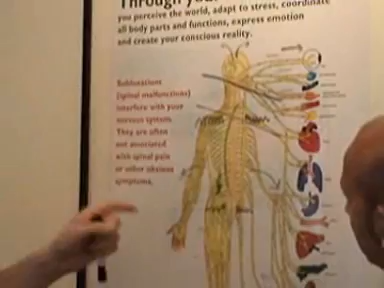 Through your
you perceive the world, adapt to stress, coordinate
all body parts and functions, express emotion
and create your conscious reality.
Subluxations
(spinal malfunctions)
interfere with your
nervous system.
They are often
not associated
with spinal pain
or other obvious
symptoms.